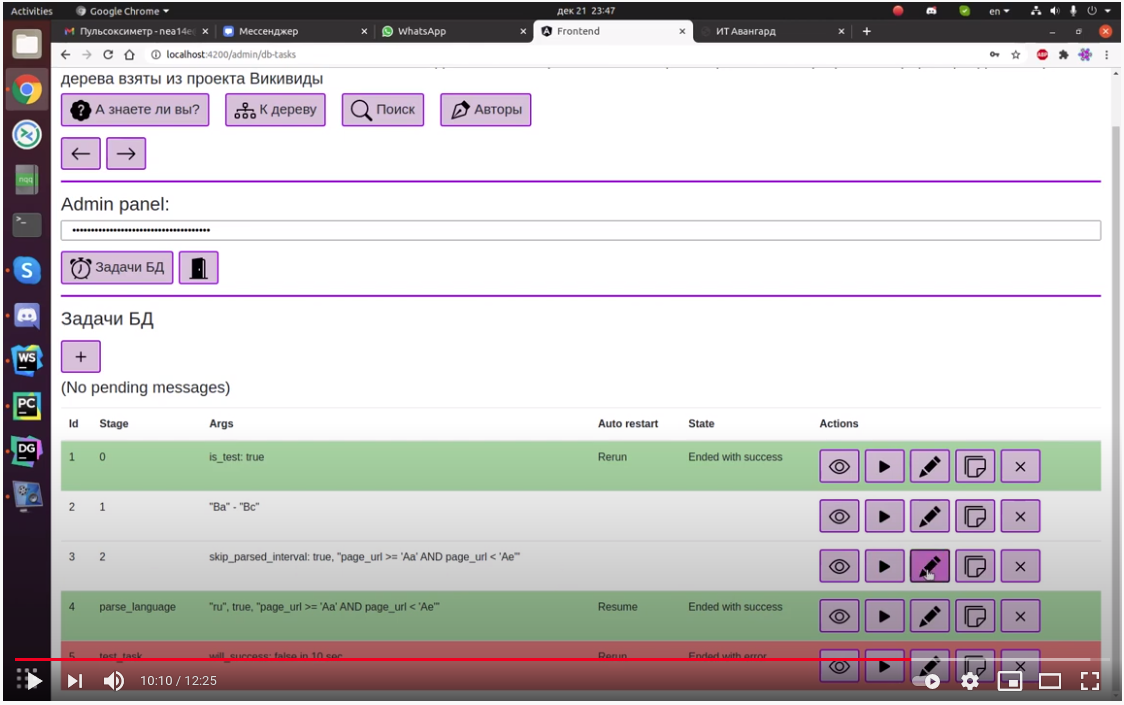 Activities Google Chrome дек 21 23:47 en
Пульсоксиметр - nea14e Мессенджер WhatsApp Frontend ИТ Авангард
localhost:4200/admin/db-tasks
дерева взяты из проекта Викивиды
А знаете ли вы? К дереву Поиск Авторы
Admin panel:
Задачи БД
Задачи БД
+
(No pending messages)
Id Stage Args Auto restart State Actions
1 0 is_test: true Rerun Ended with success
2 1 "Ba" - "Bc"
3 2 skip_parsed_interval: true, "page_url >= 'Aa' AND page_url < 'Ae'"
4 parse_language "ru", true, "page_url >= 'Aa' AND page_url < 'Ae'" Resume Ended with success
5 test_task will_success: false in 10 sec Rerun Ended with error
10:10 / 12:25
nqq
S
WS
PC
DG
ABP